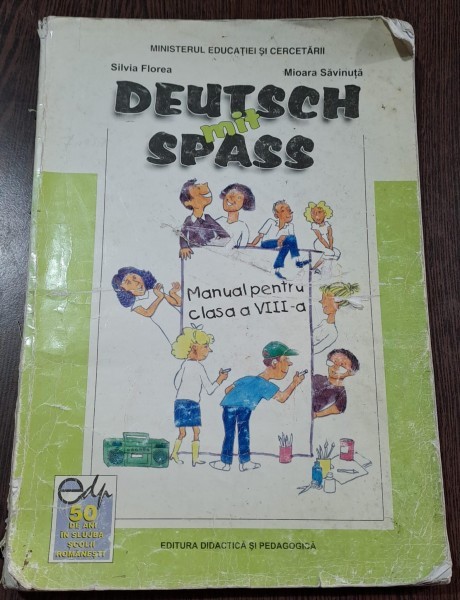 MINISTERUL EDUCAȚIEI ȘI CERCETĂRII
Silvia Florea
Mioara Săvinuță
DEUTSCH
mit
SPASS
Manual pentru
clasa a VIII-a
edp
50
DE ANI
ÎN SLUJBA
ȘCOLII
ROMÂNEȘTI
EDITURA DIDACTICĂ ȘI PEDAGOGICĂ